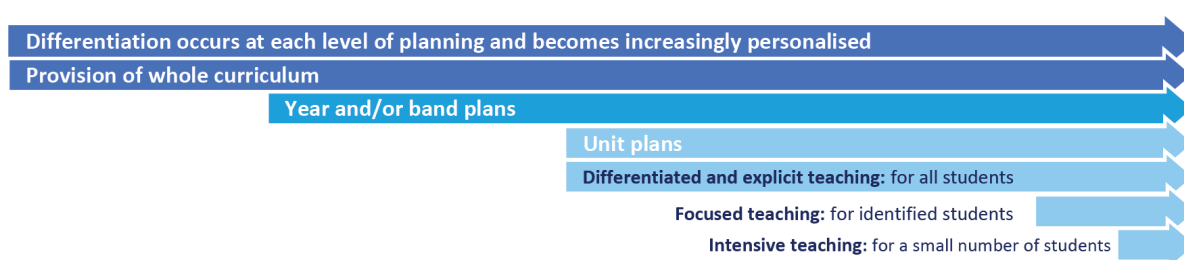 Differentiation occurs at each level of planning and becomes increasingly personalised
Provision of whole curriculum
Year and/or band plans
Unit plans
Differentiated and explicit teaching: for all students
Focused teaching: for identified students
Intensive teaching: for a small number of students